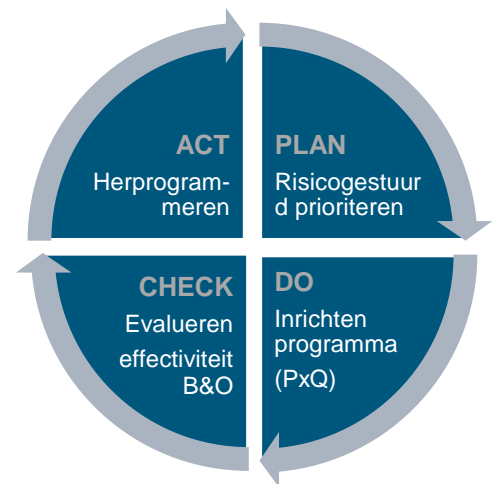 ACT
Herprogram-
meren
PLAN
Risicogestuur
d prioriteren
CHECK
Evalueren
effectiviteit
B&O
DO
Inrichten
programma
(PxQ)